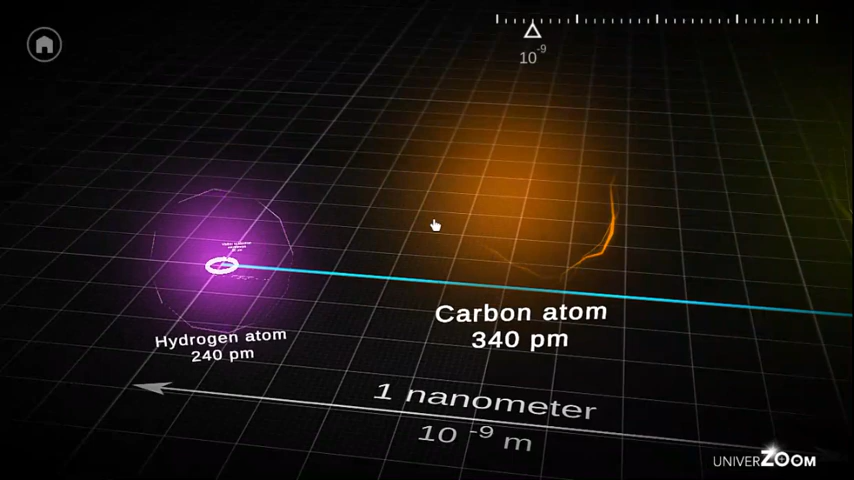 10⁻⁹
Carbon atom
340 pm
Hydrogen atom
240 pm
1 nanometer
10 ⁻⁹ m
UNIVERZOOM